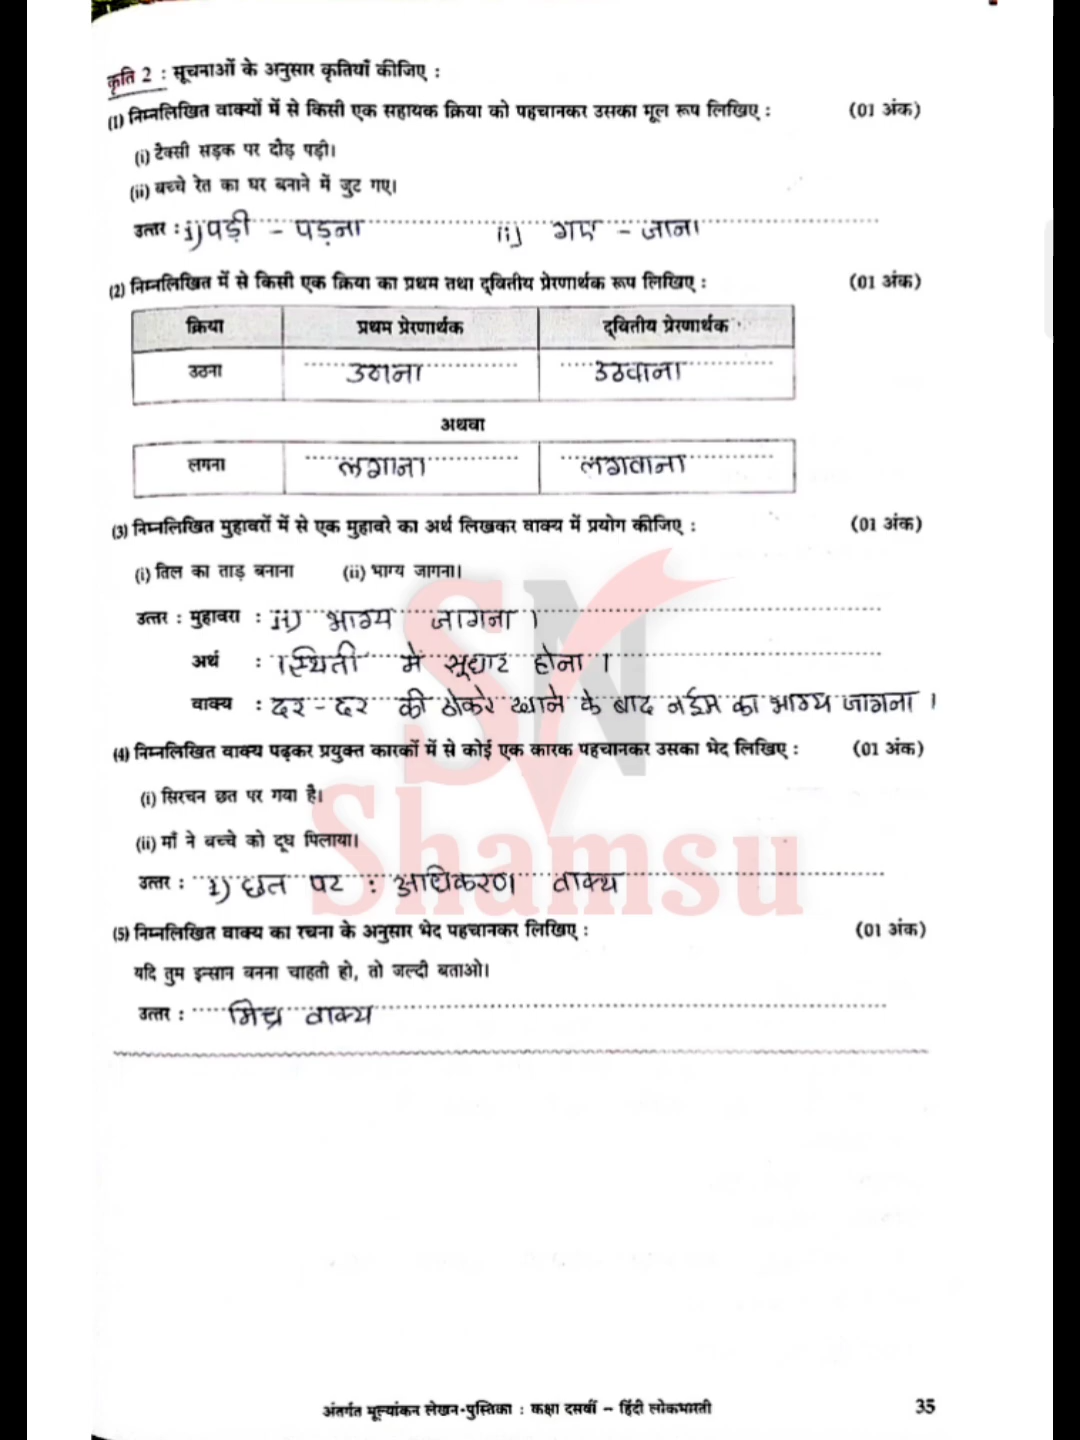 कृति 2 : सूचनाओं के अनुसार कृतियाँ कीजिए :
(1) निम्नलिखित वाक्यों में से किसी एक सहायक क्रिया को पहचानकर उसका मूल रूप लिखिए : (01 अंक)
(i) टैक्सी सड़क पर दौड़ पड़ी।
(ii) बच्चे रेत का घर बनाने में जुट गए।
उत्तर : i) पड़ी - पड़ना ii) गए - जाना
(2) निम्नलिखित में से किसी एक क्रिया का प्रथम तथा द्‌वितीय प्रेरणार्थक रूप लिखिए : (01 अंक)
क्रिया प्रथम प्रेरणार्थक द्‌वितीय प्रेरणार्थक
उठना उठाना उठवाना
अथवा
लगना लगाना लगवाना
(3) निम्नलिखित मुहावरों में से एक मुहावरे का अर्थ लिखकर वाक्य में प्रयोग कीजिए : (01 अंक)
(i) तिल का ताड़ बनाना (ii) भाग्य जागना।
उत्तर : मुहावरा : ii) भाग्य जागना।
अर्थ : स्थिती में सूधार होना।
वाक्य : दर-दर की ठोकरे खाने के बाद नईम का भाग्य जागना।
(4) निम्नलिखित वाक्य पढ़कर प्रयुक्त कारकों में से कोई एक कारक पहचानकर उसका भेद लिखिए : (01 अंक)
(i) सिरचन छत पर गया है।
(ii) माँ ने बच्चे को दूध पिलाया।
उत्तर : i) छत पर : अधिकरण वाक्य
(5) निम्नलिखित वाक्य का रचना के अनुसार भेद पहचानकर लिखिए : (01 अंक)
यदि तुम इन्सान बनना चाहती हो, तो जल्दी बताओ।
उत्तर : मिश्र वाक्य
SN
Shamsu
अंतर्गत मूल्यांकन लेखन-पुस्तिका : कक्षा दसवीं – हिंदी लोकभारती 35